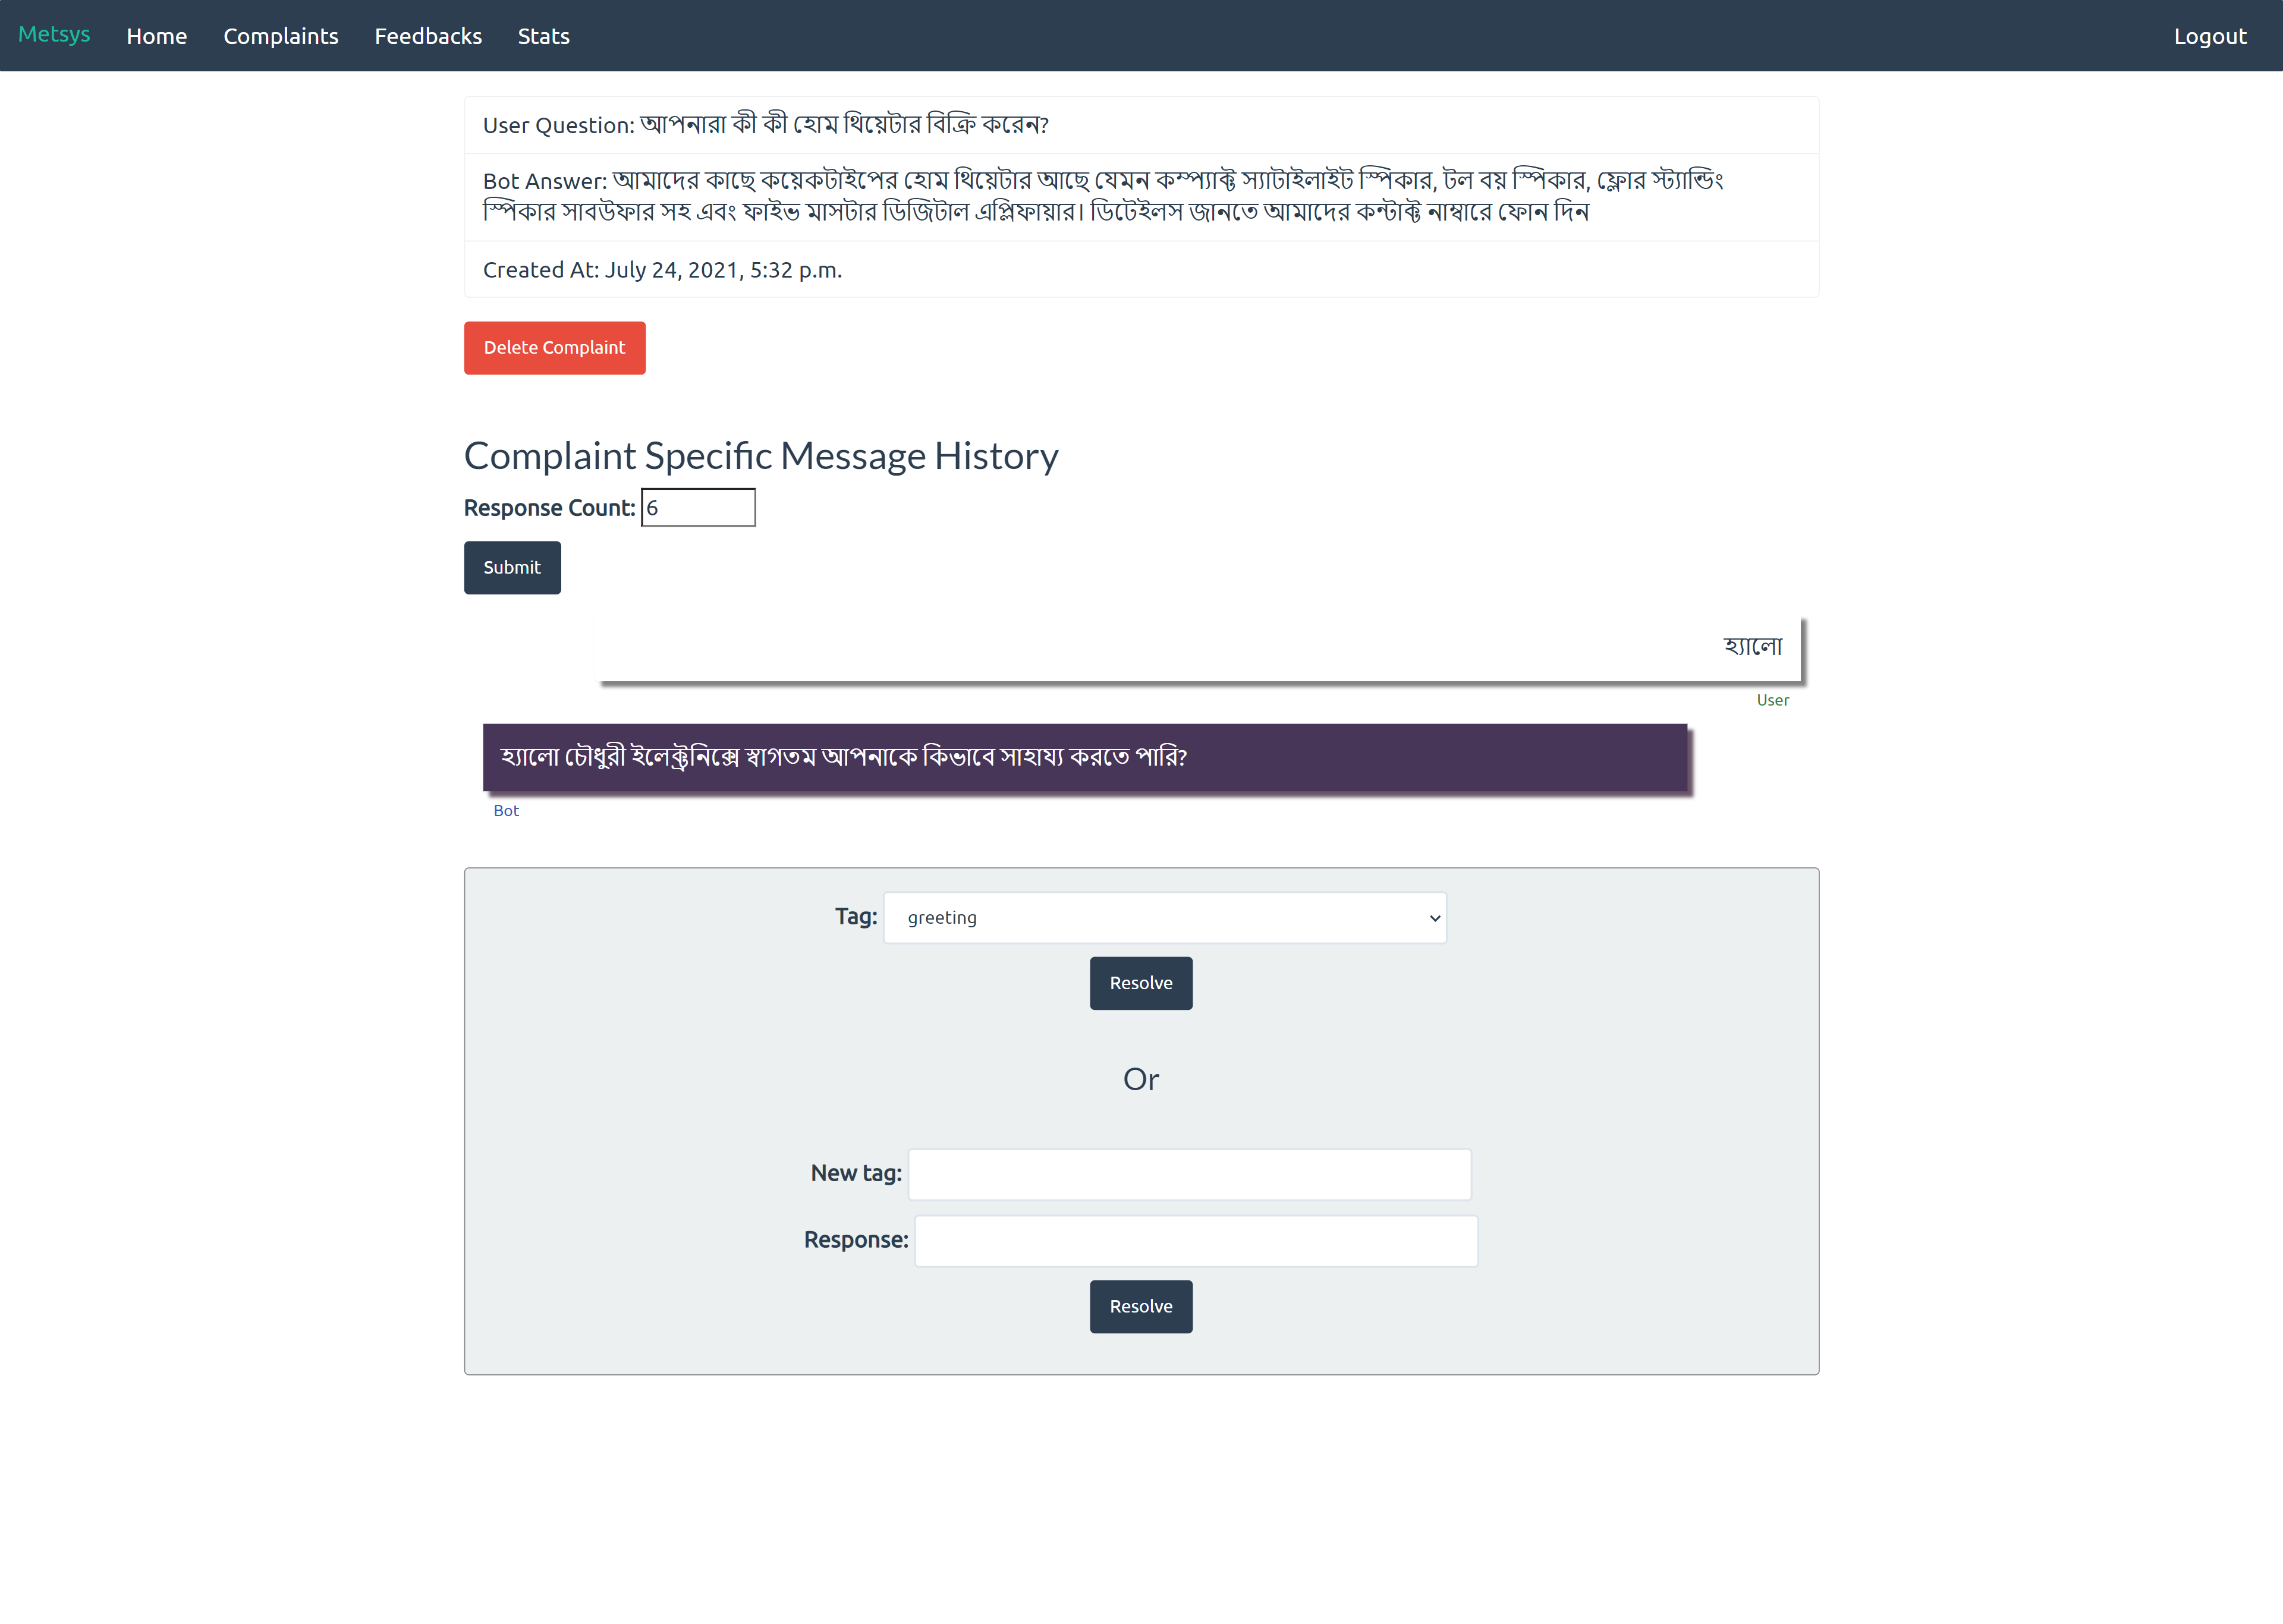 Metsys Home Complaints Feedbacks Stats Logout
User Question: আপনারা কী কী হোম থিয়েটার বিক্রি করেন?
Bot Answer: আমাদের কাছে কয়েকটাইপের হোম থিয়েটার আছে যেমন কম্প্যাক্ট স্যাটাইলাইট স্পিকার, টল বয় স্পিকার, ফ্লোর স্ট্যান্ডিং
স্পিকার সাবউফার সহ এবং ফাইভ মাসটার ডিজিটাল এপ্লিফায়ার। ডিটেইলস জানতে আমাদের কন্টাক্ট নাম্বারে ফোন দিন
Created At: July 24, 2021, 5:32 p.m.
Delete Complaint
Complaint Specific Message History
Response Count: 6
Submit
হ্যালো
User
হ্যালো চৌধুরী ইলেক্ট্রনিক্সে স্বাগতম আপনাকে কিভাবে সাহায্য করতে পারি?
Bot
Tag: greeting
Resolve
Or
New tag:
Response:
Resolve